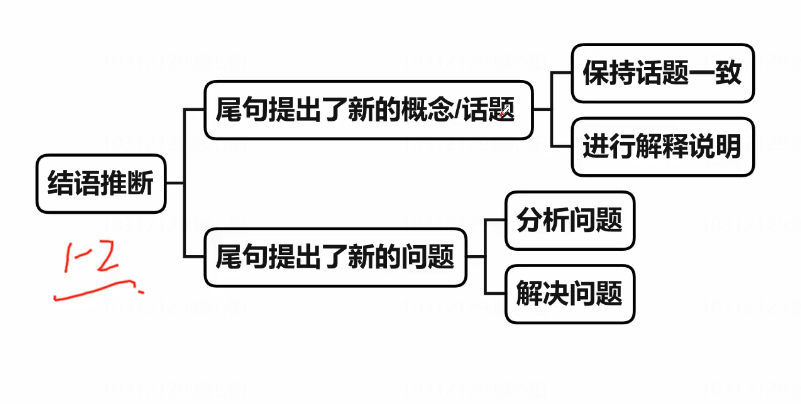 保持话题一致
尾句提出了新的概念/话题
进行解释说明
结语推断
分析问题
尾句提出了新的问题
解决问题
1-2